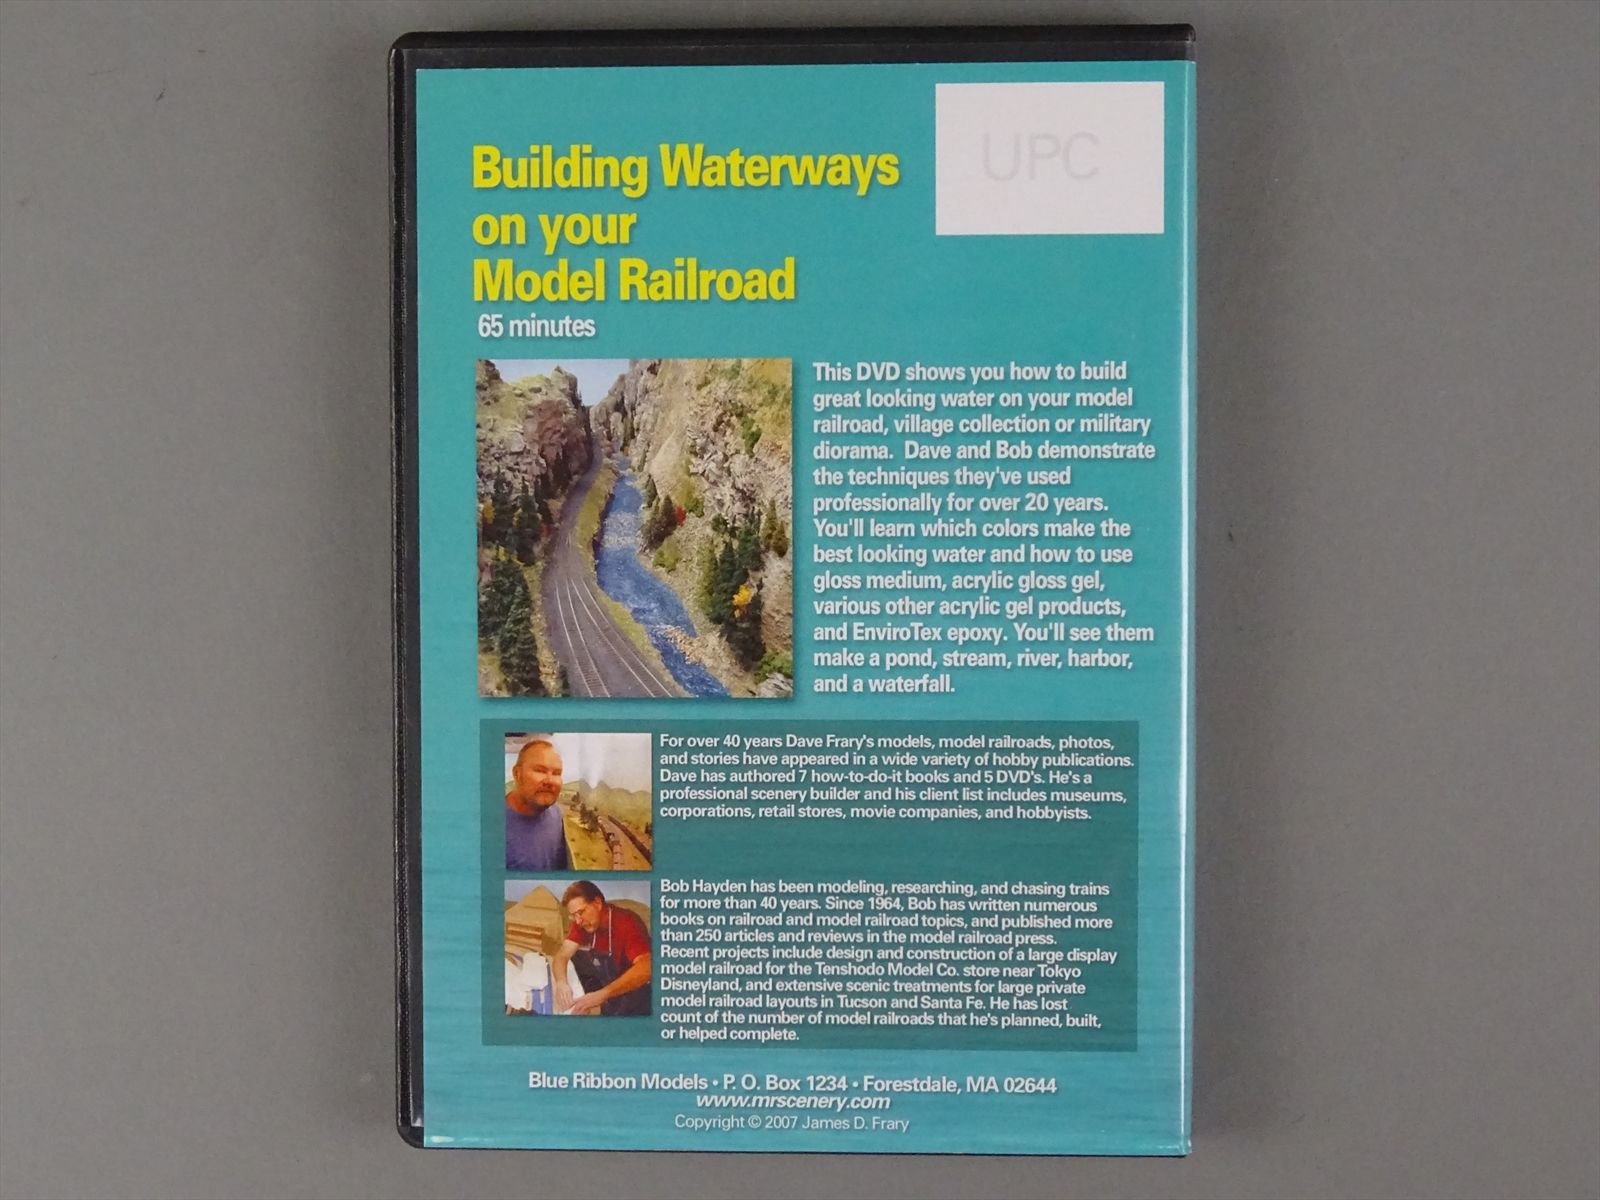 UPC
Building Waterways
on your
Model Railroad
65 minutes
This DVD shows you how to build
great looking water on your model
railroad, village collection or military
diorama.  Dave and Bob demonstrate
the techniques they've used
professionally for over 20 years.
You'll learn which colors make the
best looking water and how to use
gloss medium, acrylic gloss gel,
various other acrylic gel products,
and EnviroTex epoxy. You'll see them
make a pond, stream, river, harbor,
and a waterfall.
For over 40 years Dave Frary's models, model railroads, photos,
and stories have appeared in a wide variety of hobby publications.
Dave has authored 7 how-to-do-it books and 5 DVD's. He's a
professional scenery builder and his client list includes museums,
corporations, retail stores, movie companies, and hobbyists.
Bob Hayden has been modeling, researching, and chasing trains
for more than 40 years. Since 1964, Bob has written numerous
books on railroad and model railroad topics, and published more
than 250 articles and reviews in the model railroad press.
Recent projects include design and construction of a large display
model railroad for the Tenshodo Model Co. store near Tokyo
Disneyland, and extensive scenic treatments for large private
model railroad layouts in Tucson and Santa Fe. He has lost
count of the number of model railroads that he's planned, built,
or helped complete.
Blue Ribbon Models • P. O. Box 1234 • Forestdale, MA 02644
www.mrscenery.com
Copyright © 2007 James D. Frary